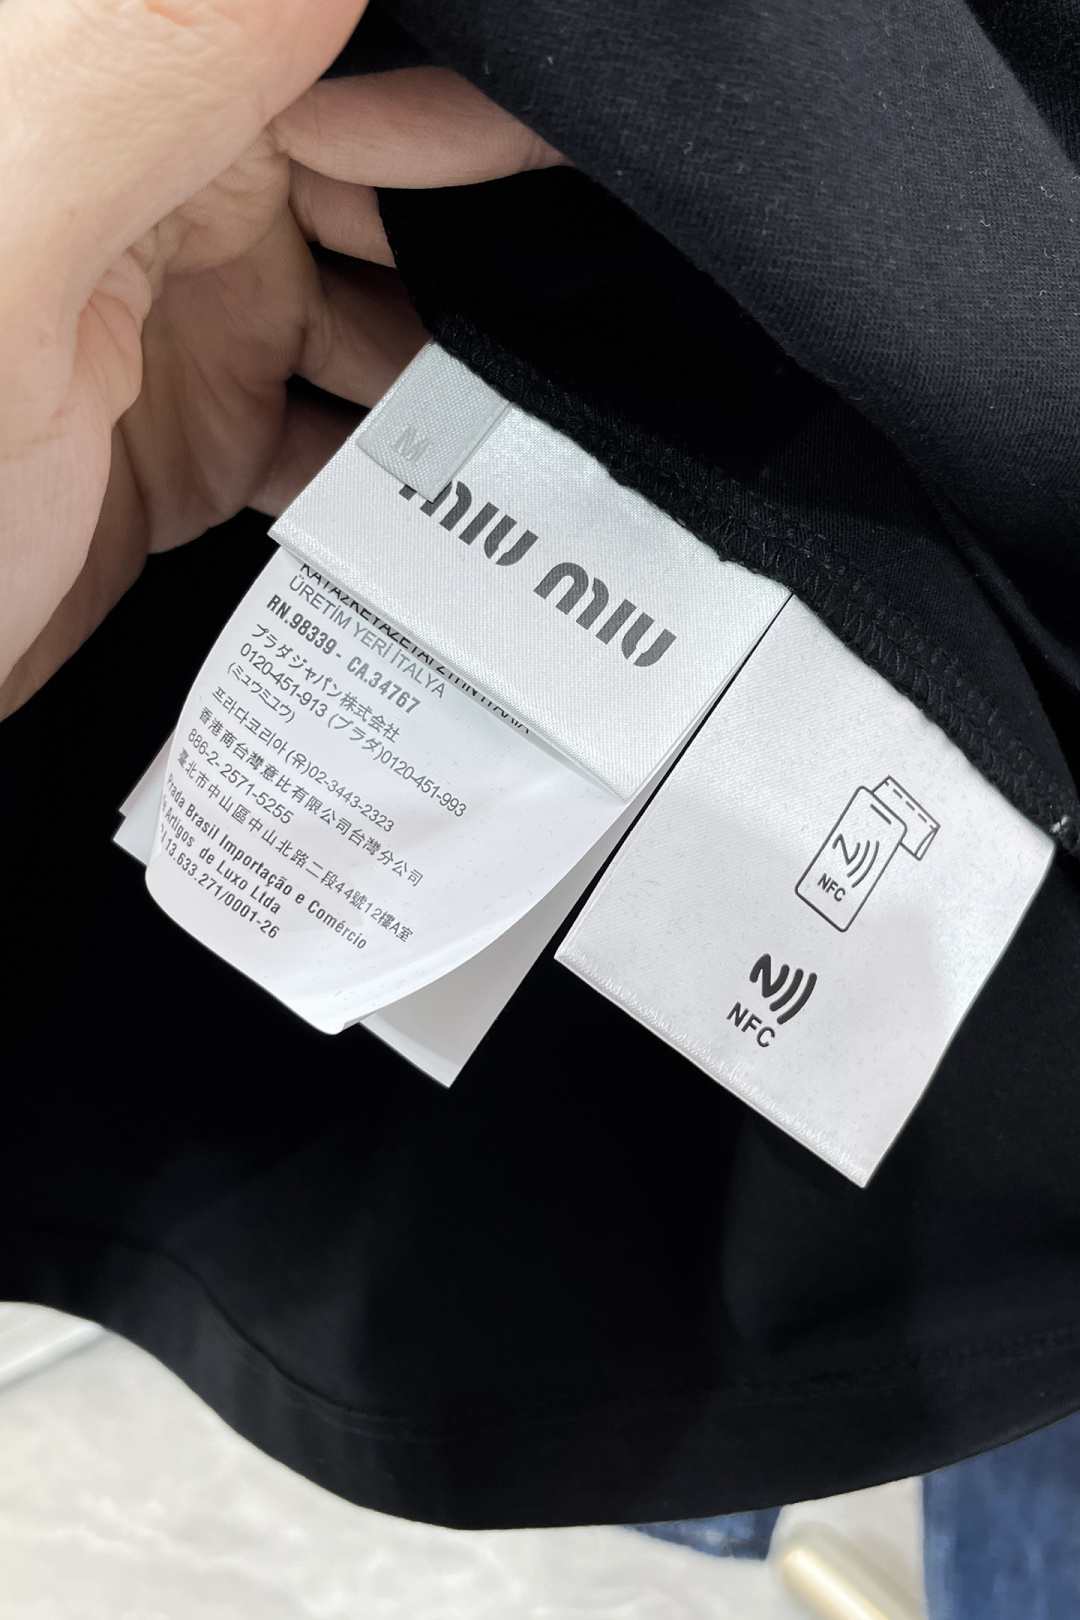 M
miu miu
ÜRETİM YERİ İTALYA
RN.98339 - CA.34767
プラダジャパン株式会社
0120-451-913 (プラダ)0120-451-993
(ミュウミュウ)
프라다코리아(유)02-3443-2323
香港商台灣意比有限公司台灣分公司
886-2- 2571-5255
臺北市中山區中山北路二段44號12樓A室
Prada Brasil Importação e Comércio
de Artigos de Luxo Ltda
13.633.271/0001-26
NFC
NFC